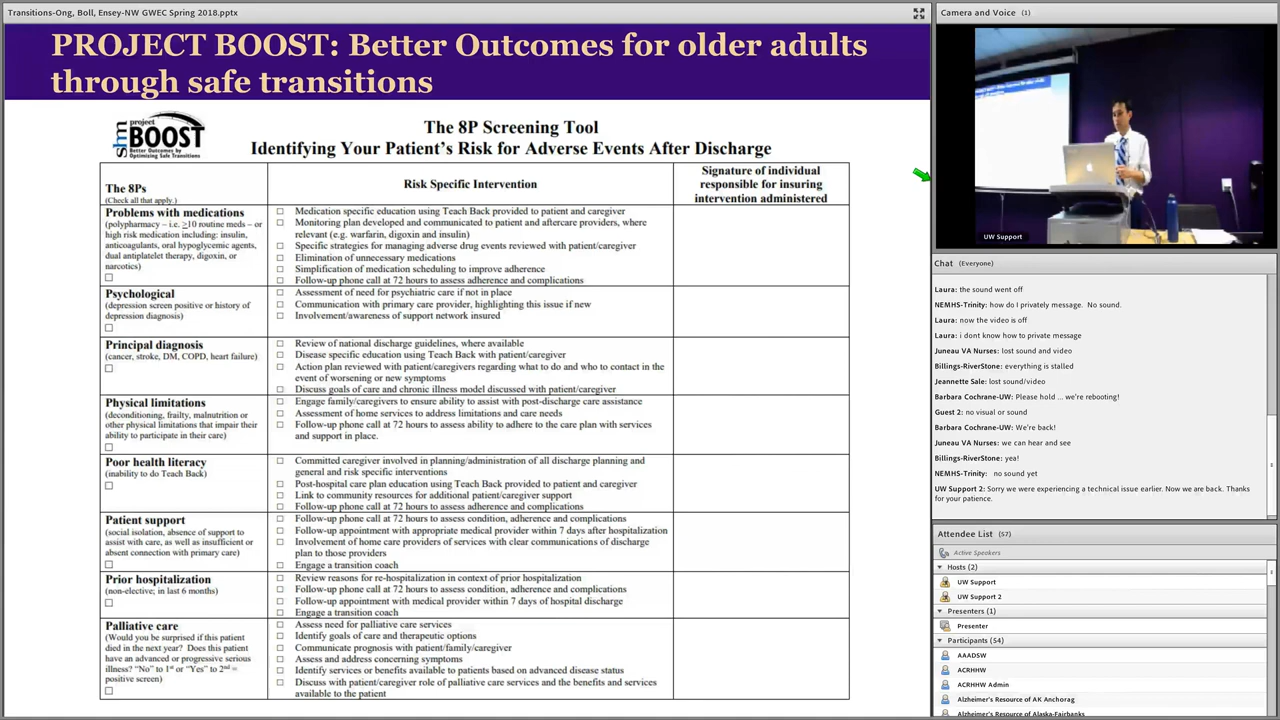 Transitions-Ong, Boll, Ensey-NW GWEC Spring 2018.pptx
PROJECT BOOST: Better Outcomes for older adults
through safe transitions
shm project
BOOST
Better Outcomes by
Optimizing Safe Transitions
The 8P Screening Tool
Identifying Your Patient's Risk for Adverse Events After Discharge
The 8Ps
(Check all that apply.)
Risk Specific Intervention
Signature of individual
responsible for insuring
intervention administered
Problems with medications
(polypharmacy – i.e. ≥10 routine meds – or
high risk medication including: insulin,
anticoagulants, oral hypoglycemic agents,
dual antiplatelet therapy, digoxin, or
narcotics)
Medication specific education using Teach Back provided to patient and caregiver
Monitoring plan developed and communicated to patient and aftercare providers, where
relevant (e.g. warfarin, digoxin and insulin)
Specific strategies for managing adverse drug events reviewed with patient/caregiver
Elimination of unnecessary medications
Simplification of medication scheduling to improve adherence
Follow-up phone call at 72 hours to assess adherence and complications
Psychological
(depression screen positive or history of
depression diagnosis)
Assessment of need for psychiatric care if not in place
Communication with primary care provider, highlighting this issue if new
Involvement/awareness of support network insured
Principal diagnosis
(cancer, stroke, DM, COPD, heart failure)
Review of national discharge guidelines, where available
Disease specific education using Teach Back with patient/caregiver
Action plan reviewed with patient/caregivers regarding what to do and who to contact in the
event of worsening or new symptoms
Discuss goals of care and chronic illness model discussed with patient/caregiver
Physical limitations
(deconditioning, frailty, malnutrition or
other physical limitations that impair their
ability to participate in their care)
Engage family/caregivers to ensure ability to assist with post-discharge care assistance
Assessment of home services to address limitations and care needs
Follow-up phone call at 72 hours to assess ability to adhere to the care plan with services
and support in place.
Poor health literacy
(inability to do Teach Back)
Committed caregiver involved in planning/administration of all discharge planning and
general and risk specific interventions
Post-hospital care plan education using Teach Back provided to patient and caregiver
Link to community resources for additional patient/caregiver support
Follow-up phone call at 72 hours to assess adherence and complications
Patient support
(social isolation, absence of support to
assist with care, as well as insufficient or
absent connection with primary care)
Follow-up phone call at 72 hours to assess condition, adherence and complications
Follow-up appointment with appropriate medical provider within 7 days after hospitalization
Involvement of home care providers of services with clear communications of discharge
plan to those providers
Engage a transition coach
Prior hospitalization
(non-elective; in last 6 months)
Review reasons for re-hospitalization in context of prior hospitalization
Follow-up phone call at 72 hours to assess condition, adherence and complications
Follow-up appointment with medical provider within 7 days of hospital discharge
Engage a transition coach
Palliative care
(Would you be surprised if this patient
died in the next year? Does this patient
have an advanced or progressive serious
illness? "No" to 1st or "Yes" to 2nd =
positive screen)
Assess need for palliative care services
Identify goals of care and therapeutic options
Communicate prognosis with patient/family/caregiver
Assess and address concerning symptoms
Identify services or benefits available to patients based on advanced disease status
Discuss with patient/caregiver role of palliative care services and the benefits and services
available to the patient
Camera and Voice (1)
UW Support
Chat (Everyone)
Laura: the sound went off
NEMHS-Trinity: how do I privately message. No sound.
Laura: now the video is off
Laura: i dont know how to private message
Juneau VA Nurses: lost sound and video
Billings-RiverStone: everything is stalled
Jeannette Sale: lost sound/video
Barbara Cochrane-UW: Please hold ... we're rebooting!
Guest 2: no visual or sound
Barbara Cochrane-UW: We're back!
Juneau VA Nurses: we can hear and see
Billings-RiverStone: yea!
NEMHS-Trinity: no sound yet
UW Support 2: Sorry we were experiencing a technical issue earlier. Now we are back. Thanks
for your patience.
Attendee List (57)
Active Speakers
Hosts (2)
UW Support
UW Support 2
Presenters (1)
Presenter
Participants (54)
AAADSW
ACRHHW
ACRHHW Admin
Alzheimer's Resource of AK Anchorag
Alzheimer's Resource of Alaska-Fairbanks